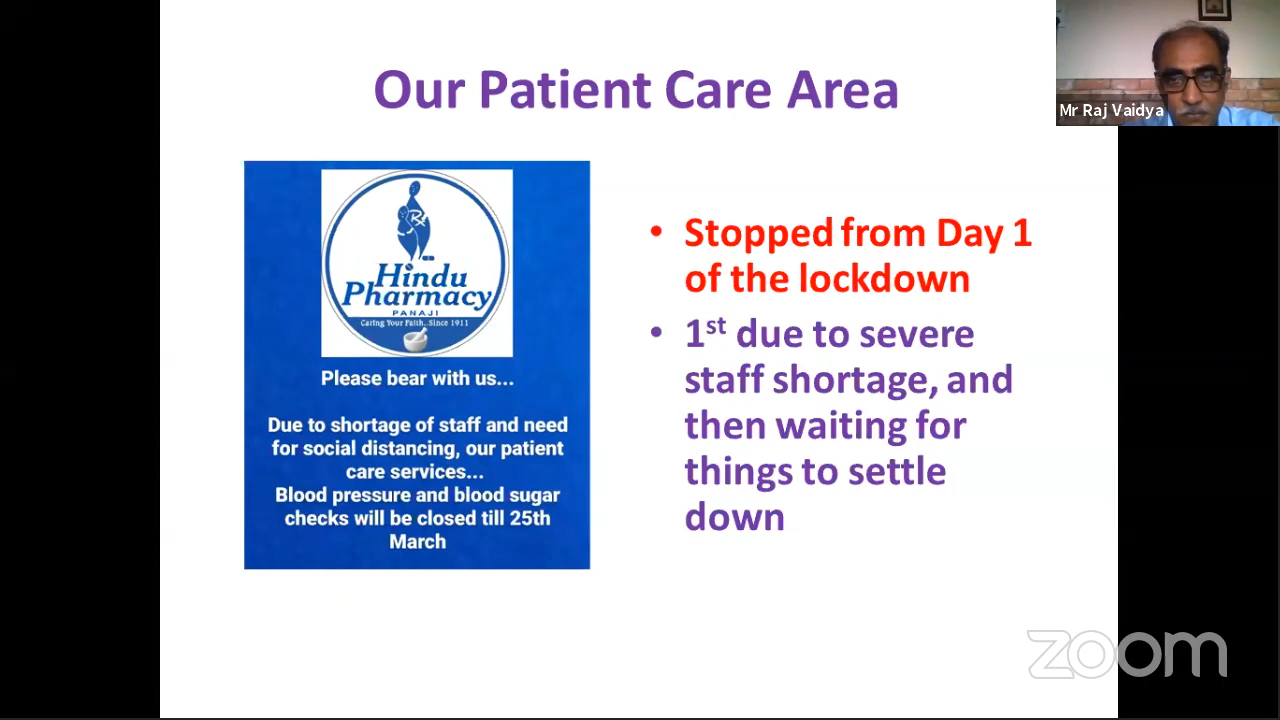 Our Patient Care Area
Mr Raj Vaidya
Rx
Hindu
Pharmacy
PANAJI
Caring Your Faith...Since 1911
Please bear with us...
Due to shortage of staff and need
for social distancing, our patient
care services...
Blood pressure and blood sugar
checks will be closed till 25th
March
• Stopped from Day 1
of the lockdown
• 1st due to severe
staff shortage, and
then waiting for
things to settle
down
zoom